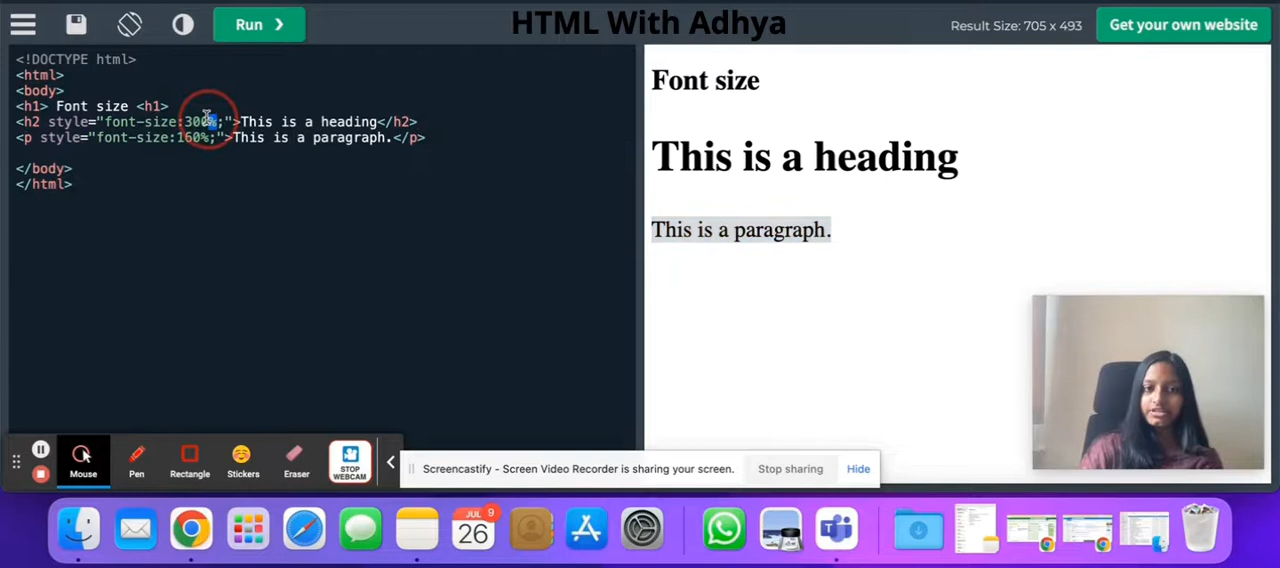 HTML With Adhya
Run ❯
Result Size: 705 x 493
Get your own website
<!DOCTYPE html>
<html>
<body>
<h1> Font size <h1>
<h2 style="font-size:300%;">This is a heading</h2>
<p style="font-size:160%;">This is a paragraph.</p>
</body>
</html>
Font size
This is a heading
This is a paragraph.
Mouse
Pen
Rectangle
Stickers
Eraser
STOP
WEBCAM
Screencastify - Screen Video Recorder is sharing your screen.
Stop sharing
Hide
JUL
9
26